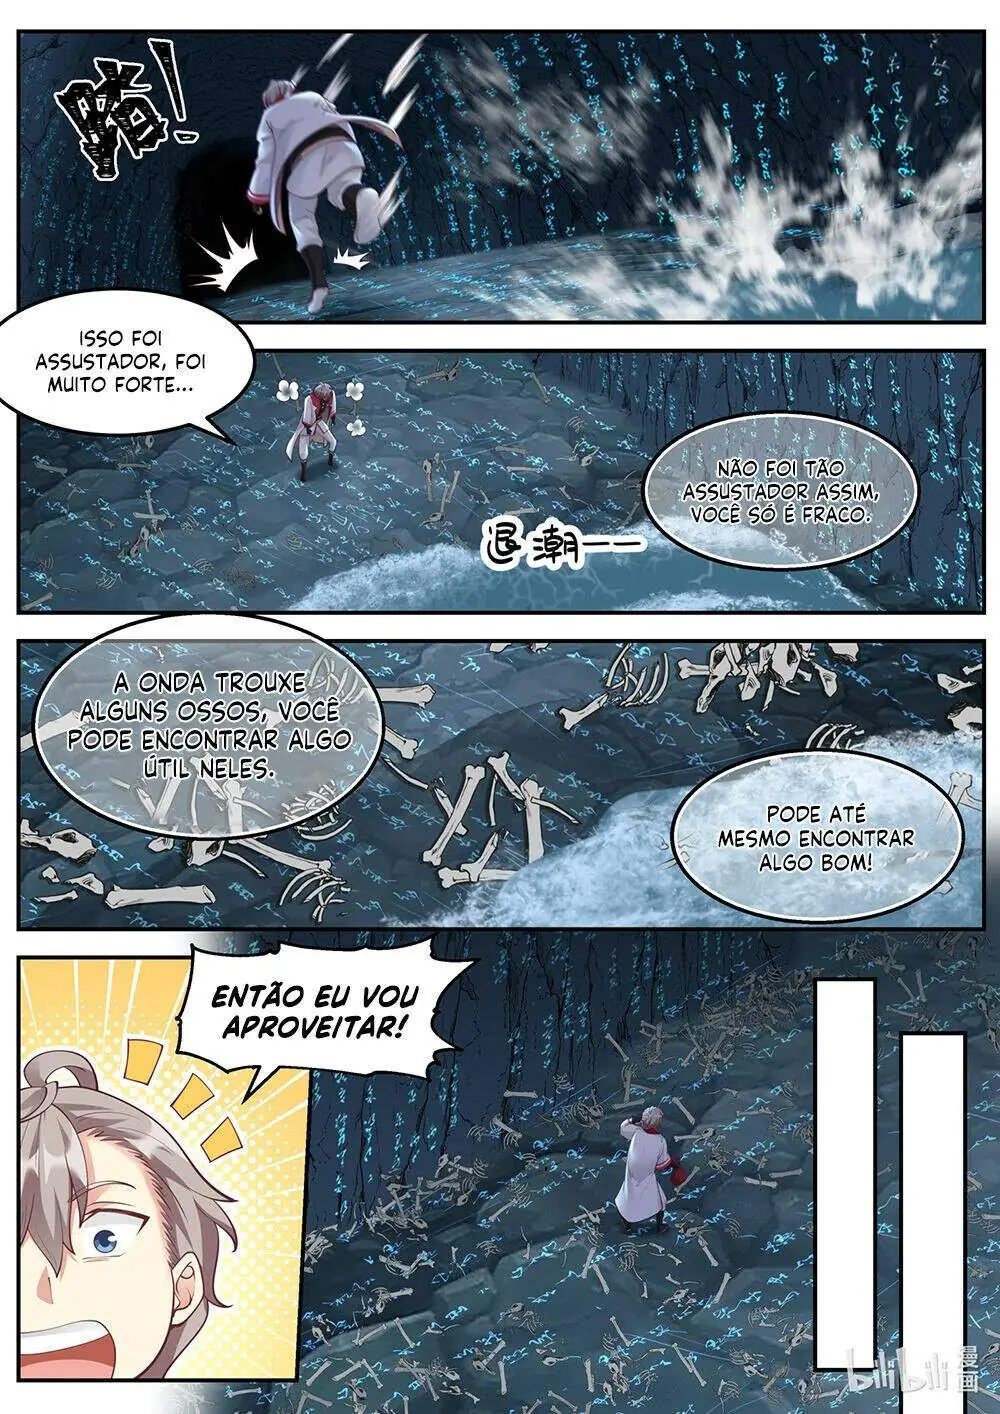 ISSO FOI
ASSUSTADOR, FOI
MUITO FORTE...
NÃO FOI TÃO
ASSUSTADOR ASSIM,
VOCÊ SÓ É FRACO.
退潮——
A ONDA TROUXE
ALGUNS OSSOS, VOCÊ
PODE ENCONTRAR ALGO
ÚTIL NELES.
PODE ATÉ
MESMO ENCONTRAR
ALGO BOM!
ENTÃO EU VOU
APROVEITAR!
bilibili
漫画